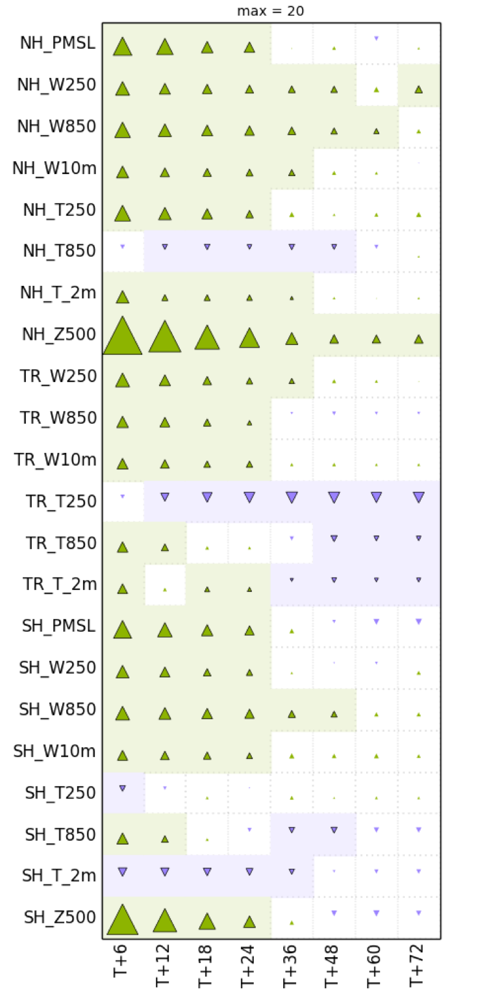 max = 20
NH_PMSL
NH_W250
NH_W850
NH_W10m
NH_T250
NH_T850
NH_T_2m
NH_Z500
TR_W250
TR_W850
TR_W10m
TR_T250
TR_T850
TR_T_2m
SH_PMSL
SH_W250
SH_W850
SH_W10m
SH_T250
SH_T850
SH_T_2m
SH_Z500
T+6
T+12
T+18
T+24
T+36
T+48
T+60
T+72